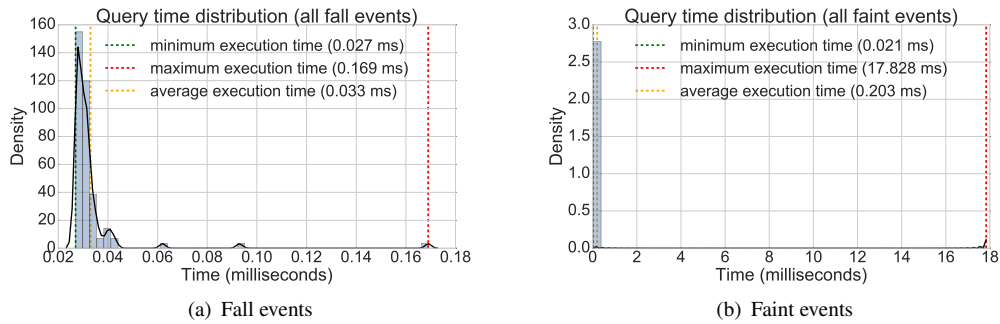 Query time distribution (all fall events)
160
140
120
100
80
60
40
20
0
Density
minimum execution time (0.027 ms)
maximum execution time (0.169 ms)
average execution time (0.033 ms)
0.02 0.04 0.06 0.08 0.10 0.12 0.14 0.16 0.18
Time (milliseconds)
(a) Fall events
Query time distribution (all faint events)
3.0
2.5
2.0
1.5
1.0
0.5
0.0
Density
minimum execution time (0.021 ms)
maximum execution time (17.828 ms)
average execution time (0.203 ms)
0 2 4 6 8 10 12 14 16 18
Time (milliseconds)
(b) Faint events